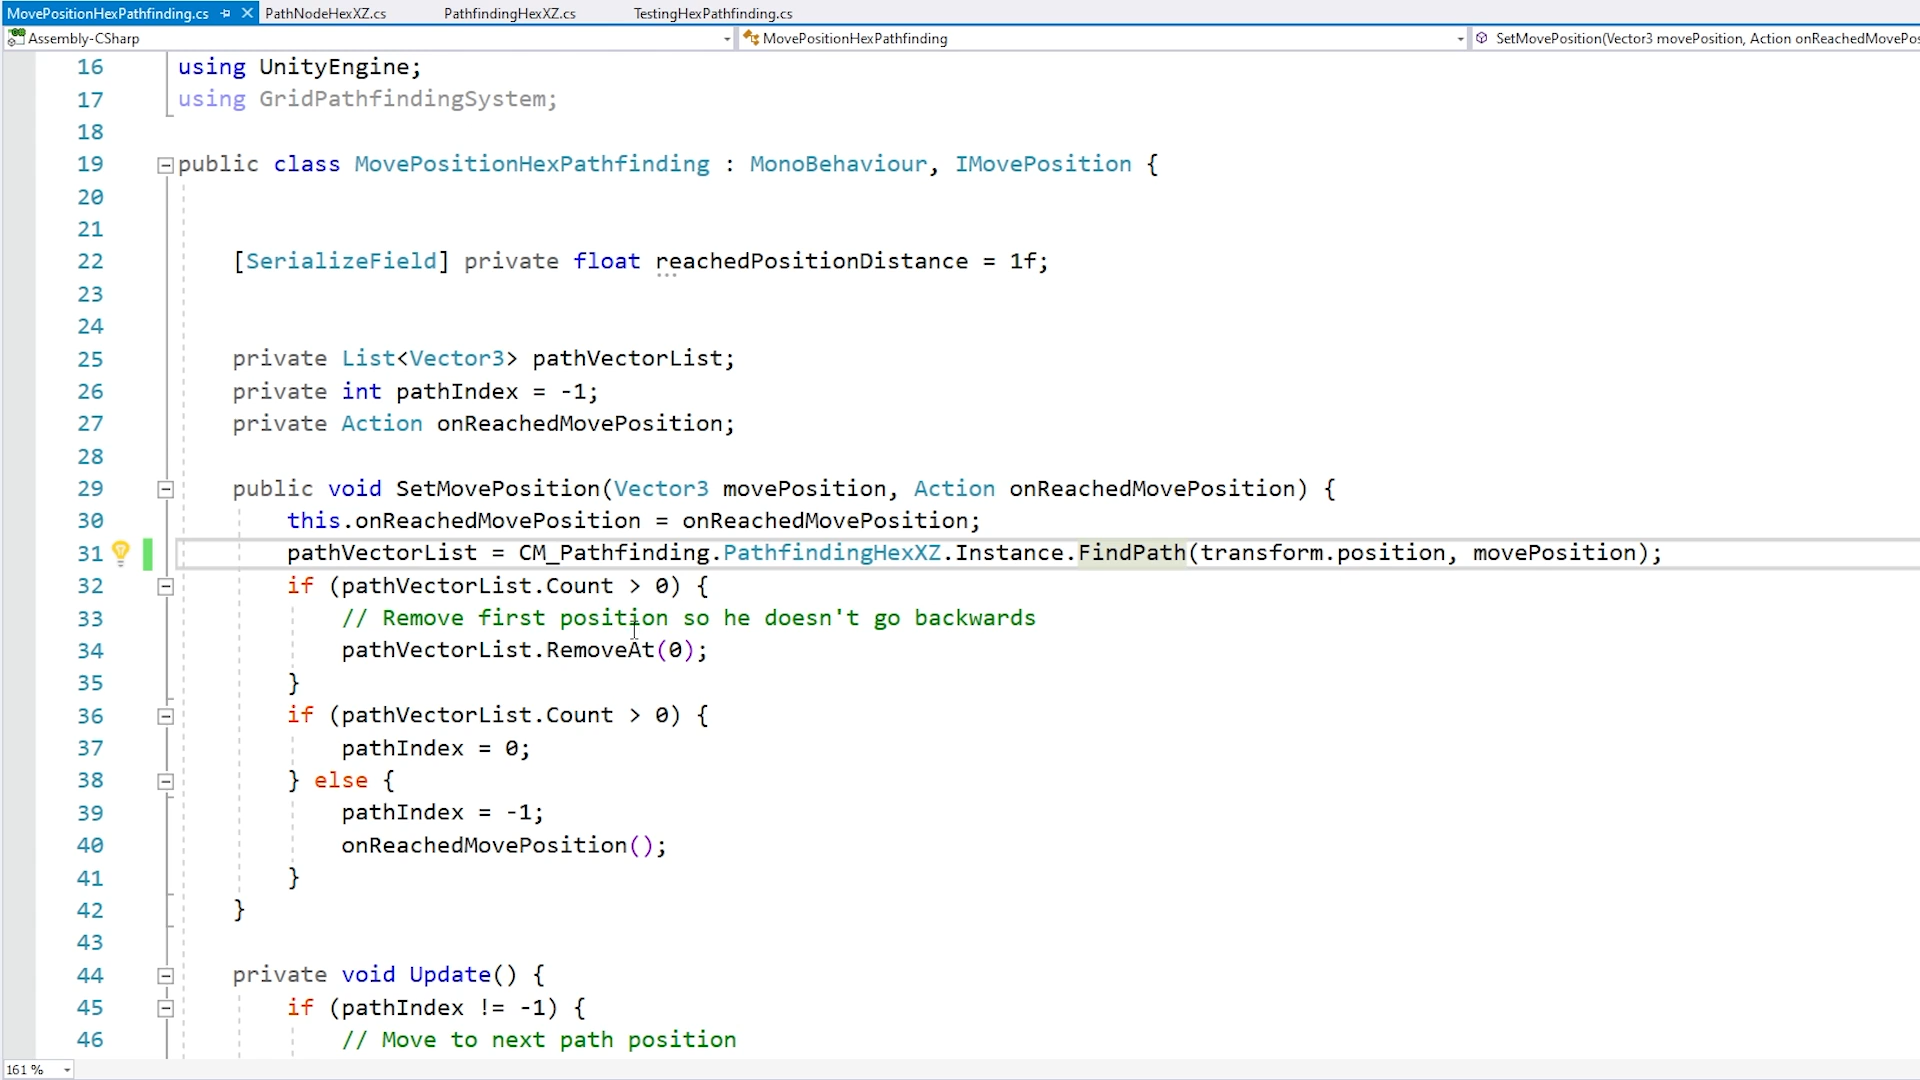 MovePositionHexPathfinding.cs PathNodeHexXZ.cs PathfindingHexXZ.cs TestingHexPathfinding.cs
Assembly-CSharp MovePositionHexPathfinding SetMovePosition(Vector3 movePosition, Action onReachedMovePos
16 using UnityEngine;
17 using GridPathfindingSystem;
18
19 public class MovePositionHexPathfinding : MonoBehaviour, IMovePosition {
20
21
22 [SerializeField] private float reachedPositionDistance = 1f;
23
24
25 private List<Vector3> pathVectorList;
26 private int pathIndex = -1;
27 private Action onReachedMovePosition;
28
29 public void SetMovePosition(Vector3 movePosition, Action onReachedMovePosition) {
30 this.onReachedMovePosition = onReachedMovePosition;
31 pathVectorList = CM_Pathfinding.PathfindingHexXZ.Instance.FindPath(transform.position, movePosition);
32 if (pathVectorList.Count > 0) {
33 // Remove first position so he doesn't go backwards
34 pathVectorList.RemoveAt(0);
35 }
36 if (pathVectorList.Count > 0) {
37 pathIndex = 0;
38 } else {
39 pathIndex = -1;
40 onReachedMovePosition();
41 }
42 }
43
44 private void Update() {
45 if (pathIndex != -1) {
46 // Move to next path position
161 %